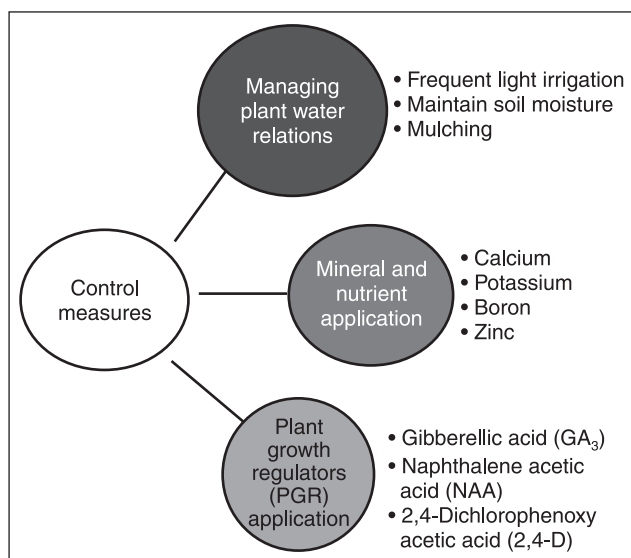 Managing
plant water
relations
• Frequent light irrigation
• Maintain soil moisture
• Mulching
Control
measures
Mineral and
nutrient
application
• Calcium
• Potassium
• Boron
• Zinc
Plant
growth
regulators
(PGR)
application
• Gibberellic acid (GA₃)
• Naphthalene acetic
acid (NAA)
• 2,4-Dichlorophenoxy
acetic acid (2,4-D)